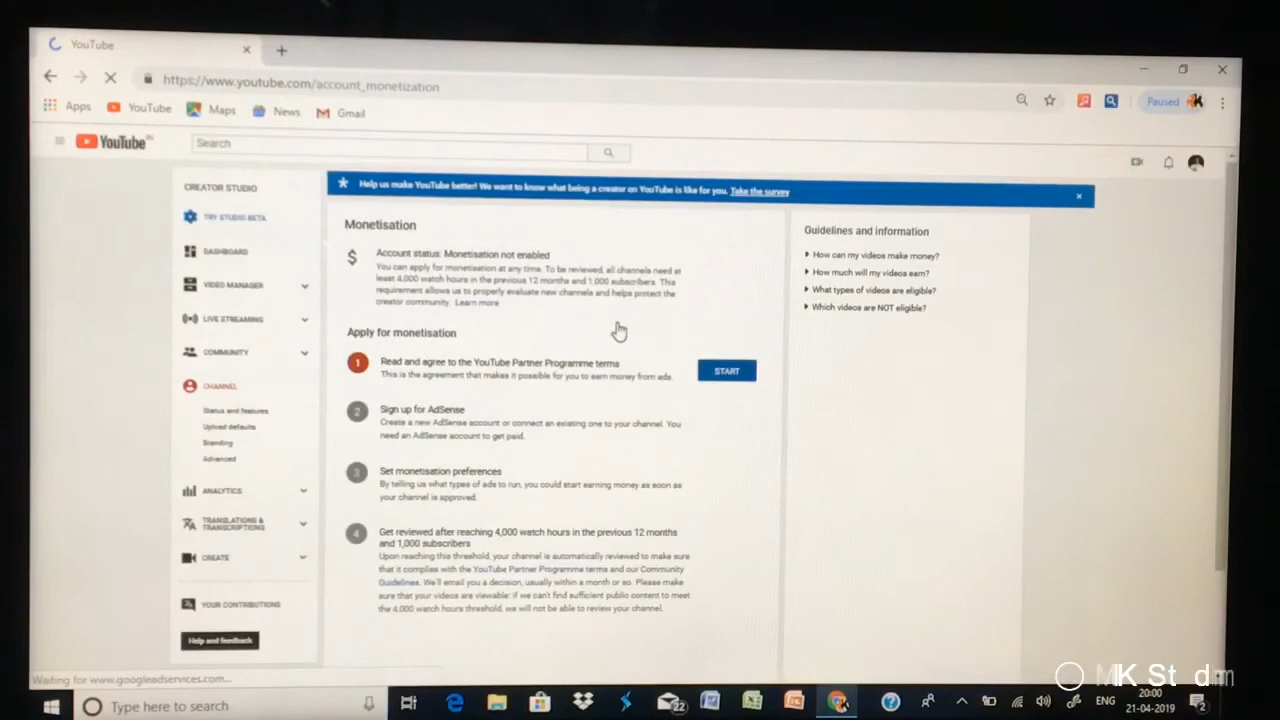 YouTube
https://www.youtube.com/account_monetization
Apps YouTube Maps News Gmail
Paused
YouTube
Search
CREATOR STUDIO
TRY STUDIO BETA
DASHBOARD
VIDEO MANAGER
LIVE STREAMING
COMMUNITY
CHANNEL
Status and features
Upload defaults
Branding
Advanced
ANALYTICS
TRANSLATIONS &
TRANSCRIPTIONS
CREATE
YOUR CONTRIBUTIONS
Help and feedback
Help us make YouTube better! We want to know what being a creator on YouTube is like for you. Take the survey
Monetisation
Account status: Monetisation not enabled
You can apply for monetisation at any time. To be reviewed, all channels need at
least 4,000 watch hours in the previous 12 months and 1,000 subscribers. This
requirement allows us to properly evaluate new channels and helps protect the
creator community. Learn more
Apply for monetisation
1 Read and agree to the YouTube Partner Programme terms
This is the agreement that makes it possible for you to earn money from ads.
START
2 Sign up for AdSense
Create a new AdSense account or connect an existing one to your channel. You
need an AdSense account to get paid.
3 Set monetisation preferences
By telling us what types of ads to run, you could start earning money as soon as
your channel is approved.
4 Get reviewed after reaching 4,000 watch hours in the previous 12 months
and 1,000 subscribers
Upon reaching this threshold, your channel is automatically reviewed to make sure
that it complies with the YouTube Partner Programme terms and our Community
Guidelines. We'll email you a decision, usually within a month or so. Please make
sure that your videos are viewable: if we can't find sufficient public content to meet
the 4,000 watch hours threshold, we will not be able to review your channel.
Guidelines and information
How can my videos make money?
How much will my videos earn?
What types of videos are eligible?
Which videos are NOT eligible?
Waiting for www.googleadservices.com...
Type here to search
22
ENG
20:00
21-04-2019
2